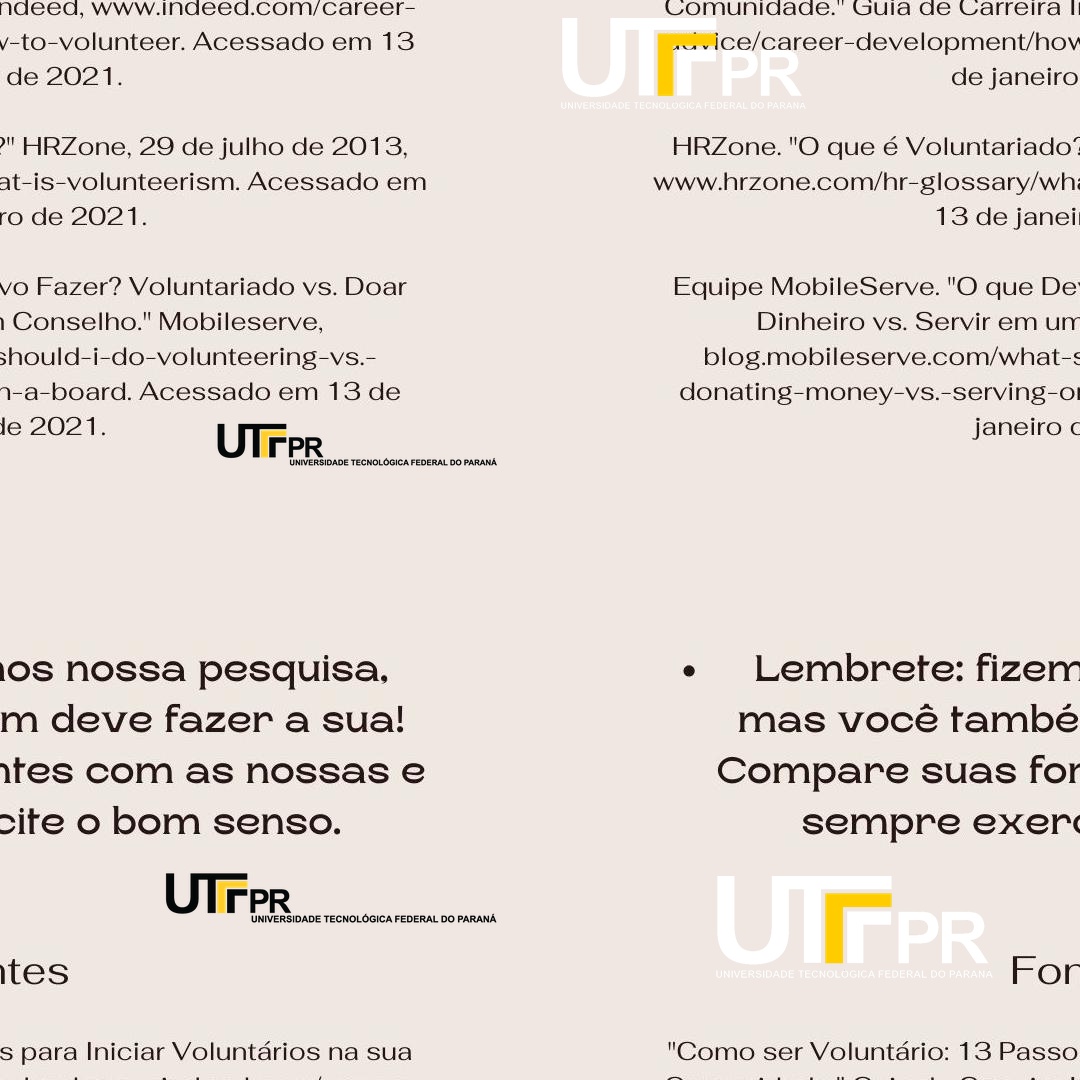 ndeed, www.indeed.com/career-
v-to-volunteer. Acessado em 13
de 2021.
?" HRZone, 29 de julho de 2013,
at-is-volunteerism. Acessado em
ro de 2021.
vo Fazer? Voluntariado vs. Doar
n Conselho." Mobileserve,
should-i-do-volunteering-vs.-
n-a-board. Acessado em 13 de
de 2021.
UTFPR
UNIVERSIDADE TECNOLÓGICA FEDERAL DO PARANÁ
nos nossa pesquisa,
m deve fazer a sua!
ntes com as nossas e
cite o bom senso.
UTFPR
UNIVERSIDADE TECNOLÓGICA FEDERAL DO PARANÁ
ntes
s para Iniciar Voluntários na sua
Comunidade." Guia de Carreira I
advice/career-development/how
de janeiro
UTFPR
UNIVERSIDADE TECNOLÓGICA FEDERAL DO PARANÁ
HRZone. "O que é Voluntariado?
www.hrzone.com/hr-glossary/wha
13 de janei
Equipe MobileServe. "O que De
Dinheiro vs. Servir em um
blog.mobileserve.com/what-s
donating-money-vs.-serving-on
janeiro d
• Lembrete: fizem
mas você també
Compare suas fon
sempre exerc
UTFPR
UNIVERSIDADE TECNOLÓGICA FEDERAL DO PARANÁ
Fon
"Como ser Voluntário: 13 Passo